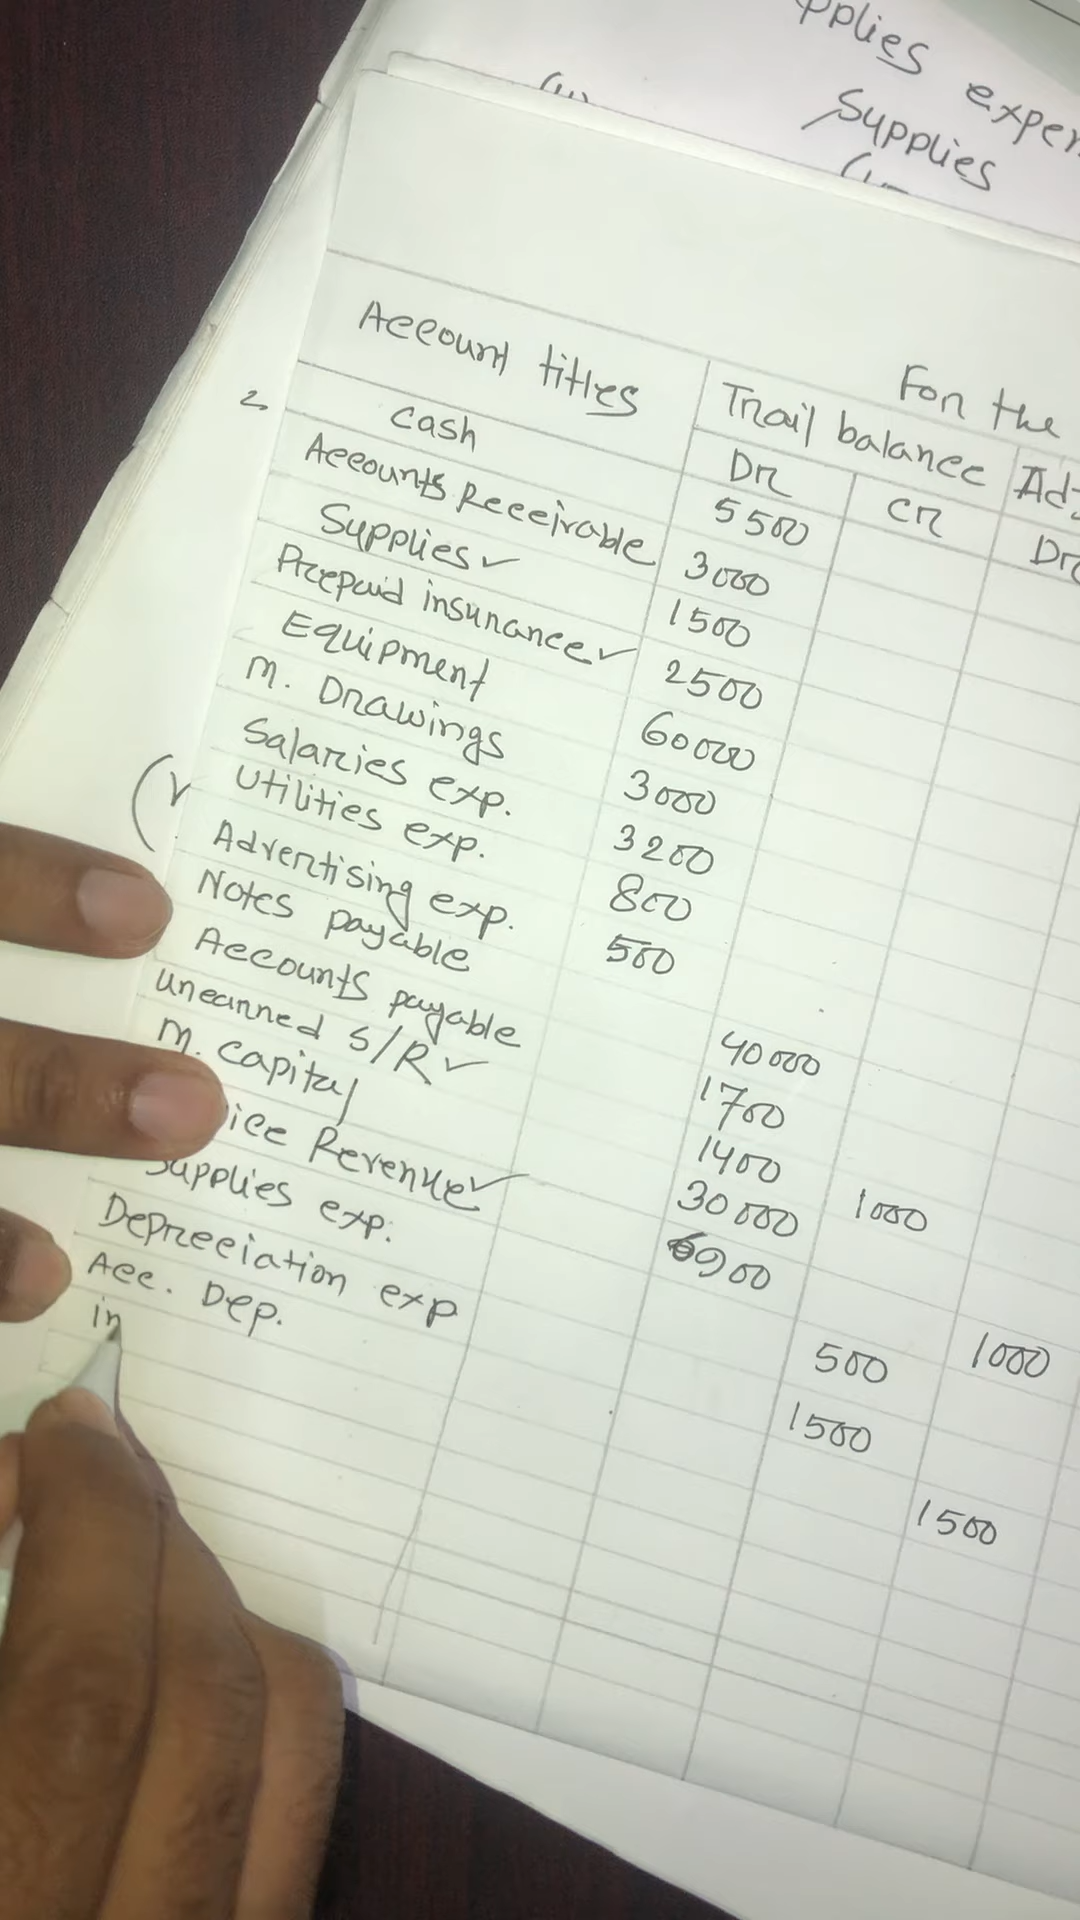 pplies expen
Supplies
For the
Account titles Trail balance Adj
Dr Cr Dr
Cash 5500
Accounts Receivable 3000
Supplies ✓ 1500
Prepaid insurance ✓ 2500
Equipment 60000
M. Drawings 3000
Salaries exp. 3200
Utilities exp. 800
Advertising exp. 500
Notes payable 40000
Accounts payable 1700
Unearned S/R ✓ 1400 1000
M. Capital 30000
ice Revenue ✓ 6900 1000
Supplies exp. 500
Depreciation exp 1500
Acc. Dep. 1500
in